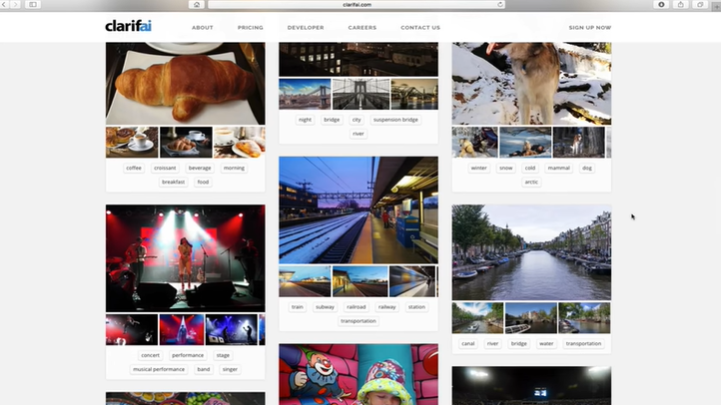 clarifai.com
clarifai
ABOUT
PRICING
DEVELOPER
CAREERS
CONTACT US
SIGN UP NOW
coffee croissant beverage morning
breakfast food
concert performance stage
musical performance band singer
night bridge city suspension bridge
river
train subway railroad railway station
transportation
winter snow cold mammal dog
arctic
canal river bridge water transportation